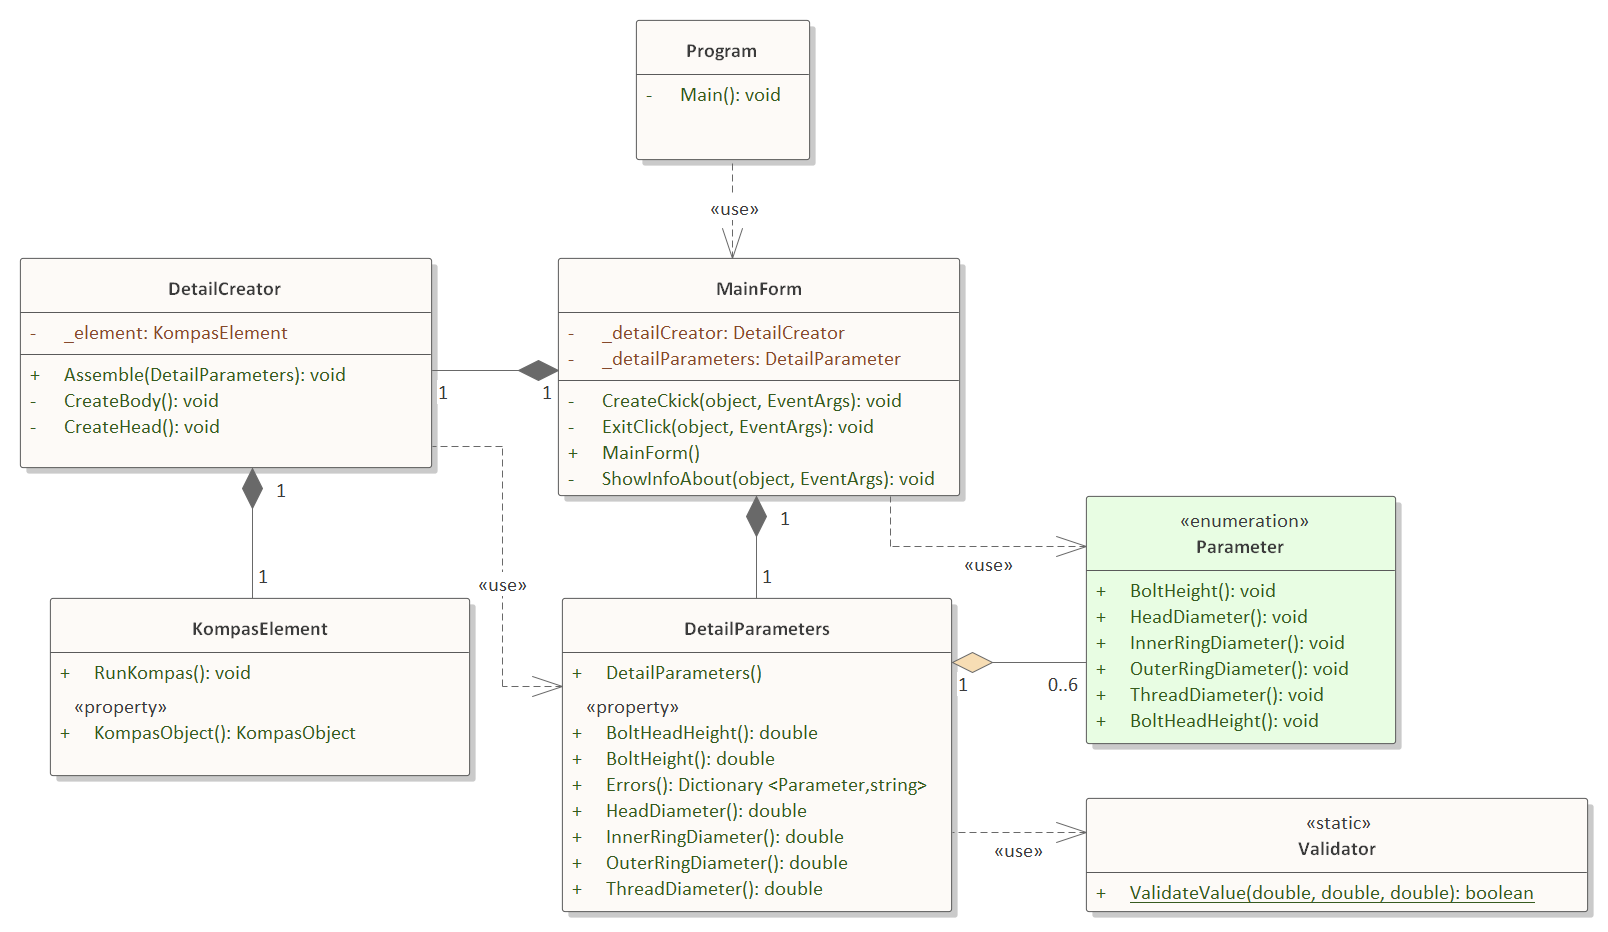 Program
- Main(): void
«use»
DetailCreator
- _element: KompasElement
+ Assemble(DetailParameters): void
- CreateBody(): void
- CreateHead(): void
MainForm
- _detailCreator: DetailCreator
- _detailParameters: DetailParameter
- CreateCkick(object, EventArgs): void
- ExitClick(object, EventArgs): void
+ MainForm()
- ShowInfoAbout(object, EventArgs): void
1
1
1
1
«use»
1
1
«use»
KompasElement
+ RunKompas(): void
«property»
+ KompasObject(): KompasObject
DetailParameters
+ DetailParameters()
«property»
+ BoltHeadHeight(): double
+ BoltHeight(): double
+ Errors(): Dictionary <Parameter,string>
+ HeadDiameter(): double
+ InnerRingDiameter(): double
+ OuterRingDiameter(): double
+ ThreadDiameter(): double
«enumeration»
Parameter
+ BoltHeight(): void
+ HeadDiameter(): void
+ InnerRingDiameter(): void
+ OuterRingDiameter(): void
+ ThreadDiameter(): void
+ BoltHeadHeight(): void
1
0..6
«use»
«static»
Validator
+ ValidateValue(double, double, double): boolean